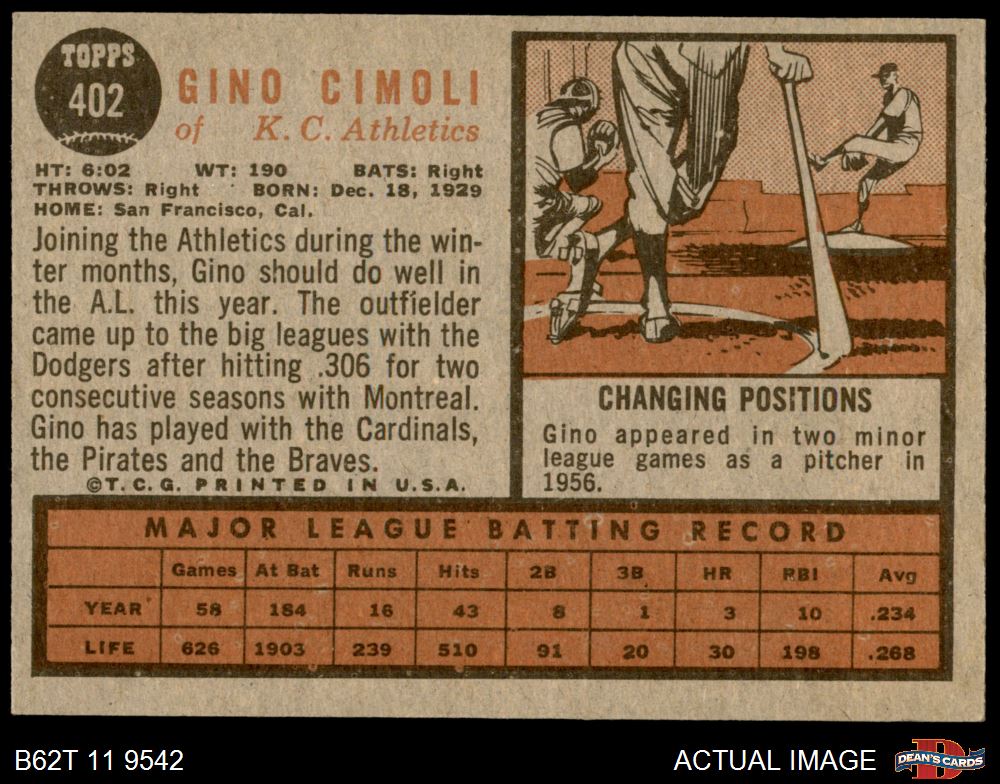 TOPPS
402
GINO CIMOLI
of K. C. Athletics
HT: 6:02 WT: 190 BATS: Right
THROWS: Right BORN: Dec. 18, 1929
HOME: San Francisco, Cal.
Joining the Athletics during the win-
ter months, Gino should do well in
the A.L. this year. The outfielder
came up to the big leagues with the
Dodgers after hitting .306 for two
consecutive seasons with Montreal.
Gino has played with the Cardinals,
the Pirates and the Braves.
©T.C.G. PRINTED IN U.S.A.
CHANGING POSITIONS
Gino appeared in two minor
league games as a pitcher in
1956.
MAJOR LEAGUE BATTING RECORD
Games At Bat Runs Hits 2B 3B HR RBI Avg
YEAR 58 184 16 43 8 1 3 10 .234
LIFE 626 1903 239 510 91 20 30 198 .268
B62T 11 9542
ACTUAL IMAGE
DEAN'S CARDS